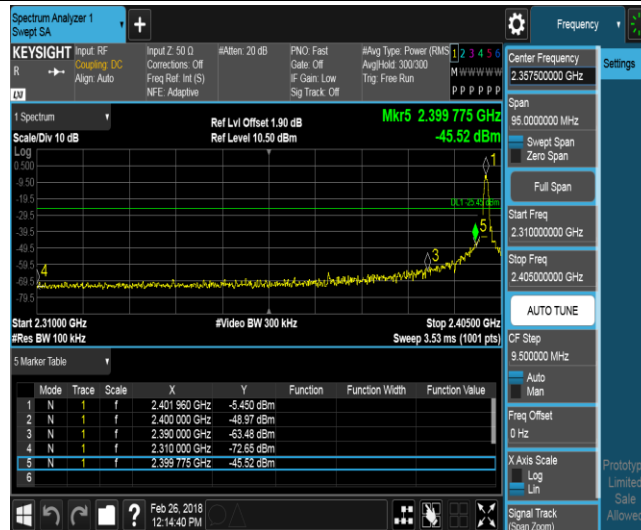 Spectrum Analyzer 1
Swept SA
Frequency
KEYSIGHT
Input: RF
Coupling: DC
Align: Auto
Input Z: 50 Ω
Corrections: Off
Freq Ref: Int (S)
NFE: Adaptive
#Atten: 20 dB
PNO: Fast
Gate: Off
IF Gain: Low
Sig Track: Off
#Avg Type: Power (RMS
Avg|Hold: 300/300
Trig: Free Run
1 2 3 4 5 6
M W W W W W
P P P P P P
R
LXI
1 Spectrum
Scale/Div 10 dB
Log
Ref Lvl Offset 1.90 dB
Ref Level 10.50 dBm
Mkr5 2.399 775 GHz
-45.52 dBm
0.500
-9.50
-19.5
-29.5
-39.5
-49.5
-59.5
-69.5
-79.5
DL1 -25.45 dBm
1
5
3
4
Start 2.31000 GHz
#Res BW 100 kHz
#Video BW 300 kHz
Stop 2.40500 GHz
Sweep 3.53 ms (1001 pts)
5 Marker Table
Mode Trace Scale X Y Function Function Width Function Value
1 N 1 f 2.401 960 GHz -5.450 dBm
2 N 1 f 2.400 000 GHz -48.97 dBm
3 N 1 f 2.390 000 GHz -63.48 dBm
4 N 1 f 2.310 000 GHz -72.65 dBm
5 N 1 f 2.399 775 GHz -45.52 dBm
6
Feb 26, 2018
12:14:40 PM
Center Frequency
2.357500000 GHz
Settings
Span
95.0000000 MHz
Swept Span
Zero Span
Full Span
Start Freq
2.310000000 GHz
Stop Freq
2.405000000 GHz
AUTO TUNE
CF Step
9.500000 MHz
Auto
Man
Freq Offset
0 Hz
X Axis Scale
Log
Lin
Signal Track
(Span Zoom)
Prototyp
Limited
Sale
Allowed